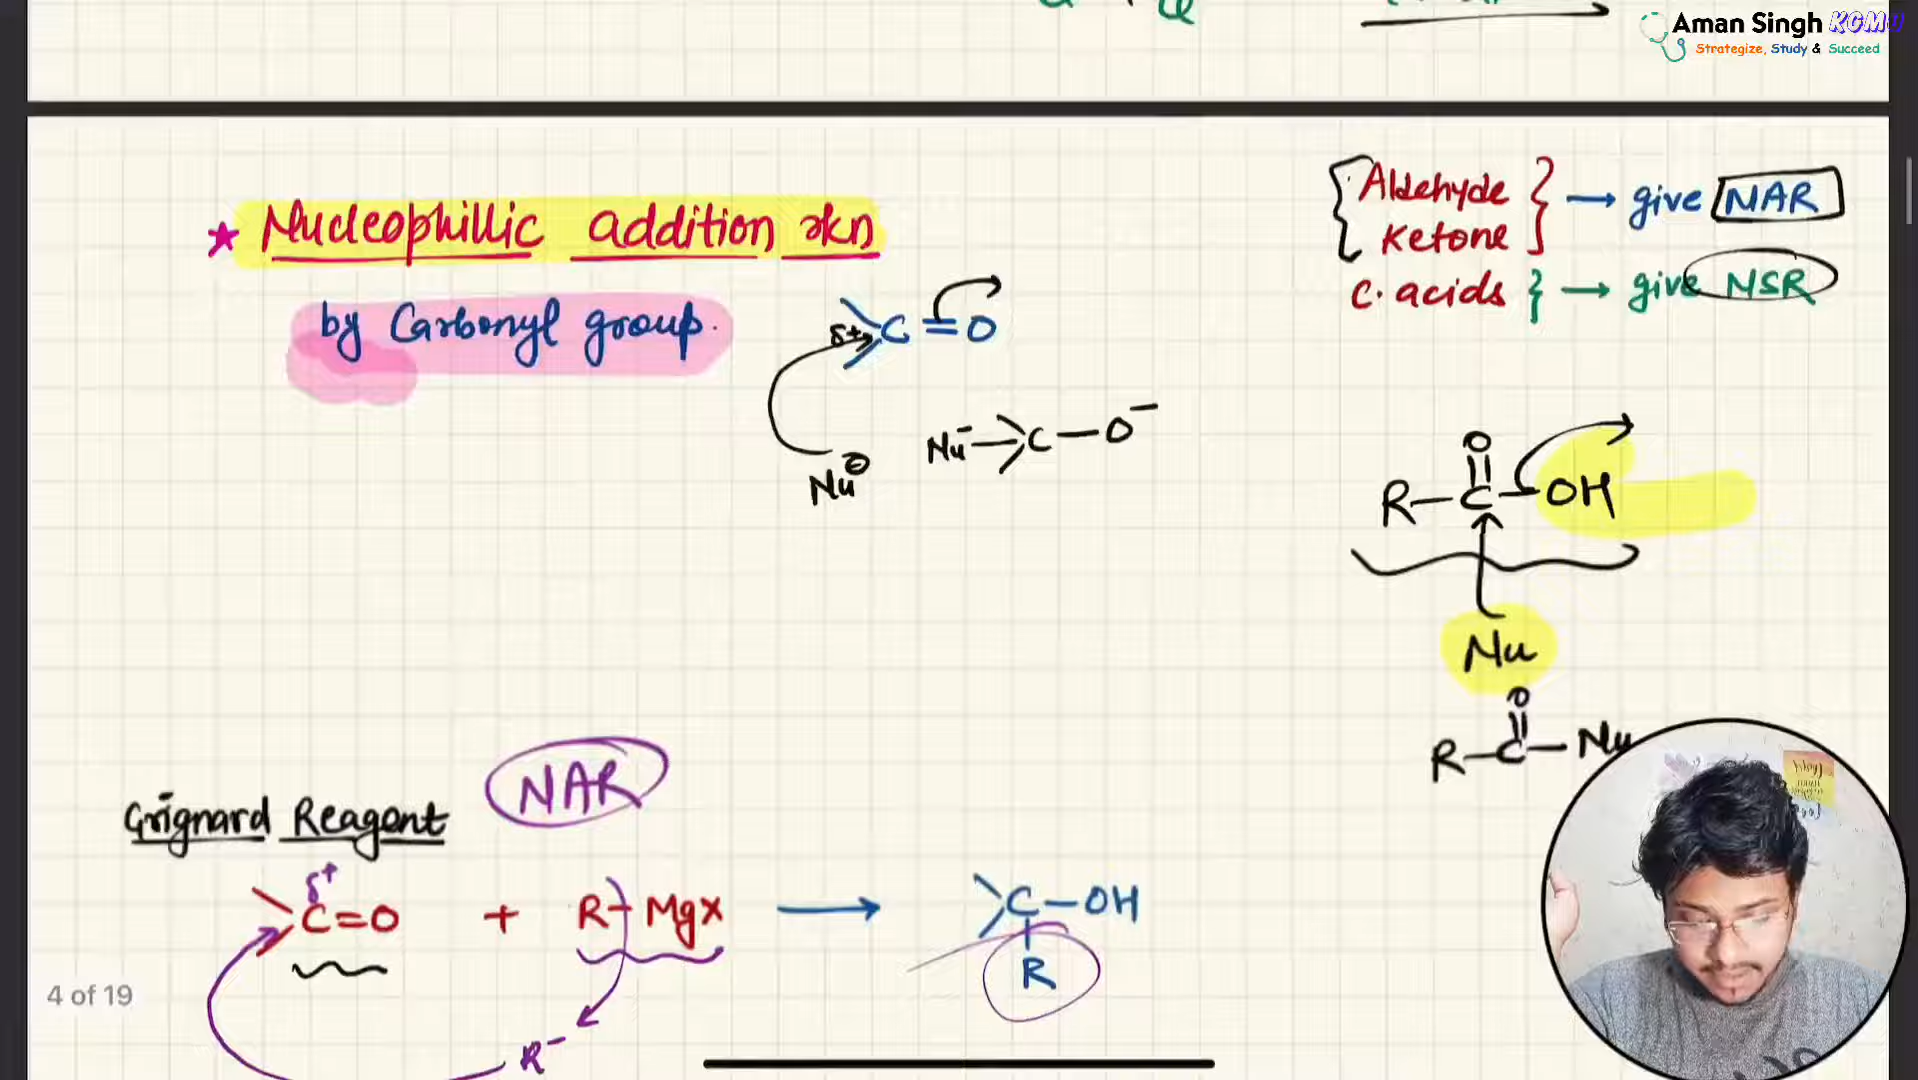 Aman Singh KGMU
Strategize, Study & Succeed
★ Nucleophillic addition rxn
by Carbonyl group.
Aldehyde
Ketone } → give NAR
C. acids } → give NSR
δ+ C = O
Nu⊖
Nu⁻—C—O⁻
O
R—C—OH
Nu
O
R—C—Nu
Grignard Reagent NAR
δ+
C=O + R—Mgx → C—OH
R
R⁻
4 of 19